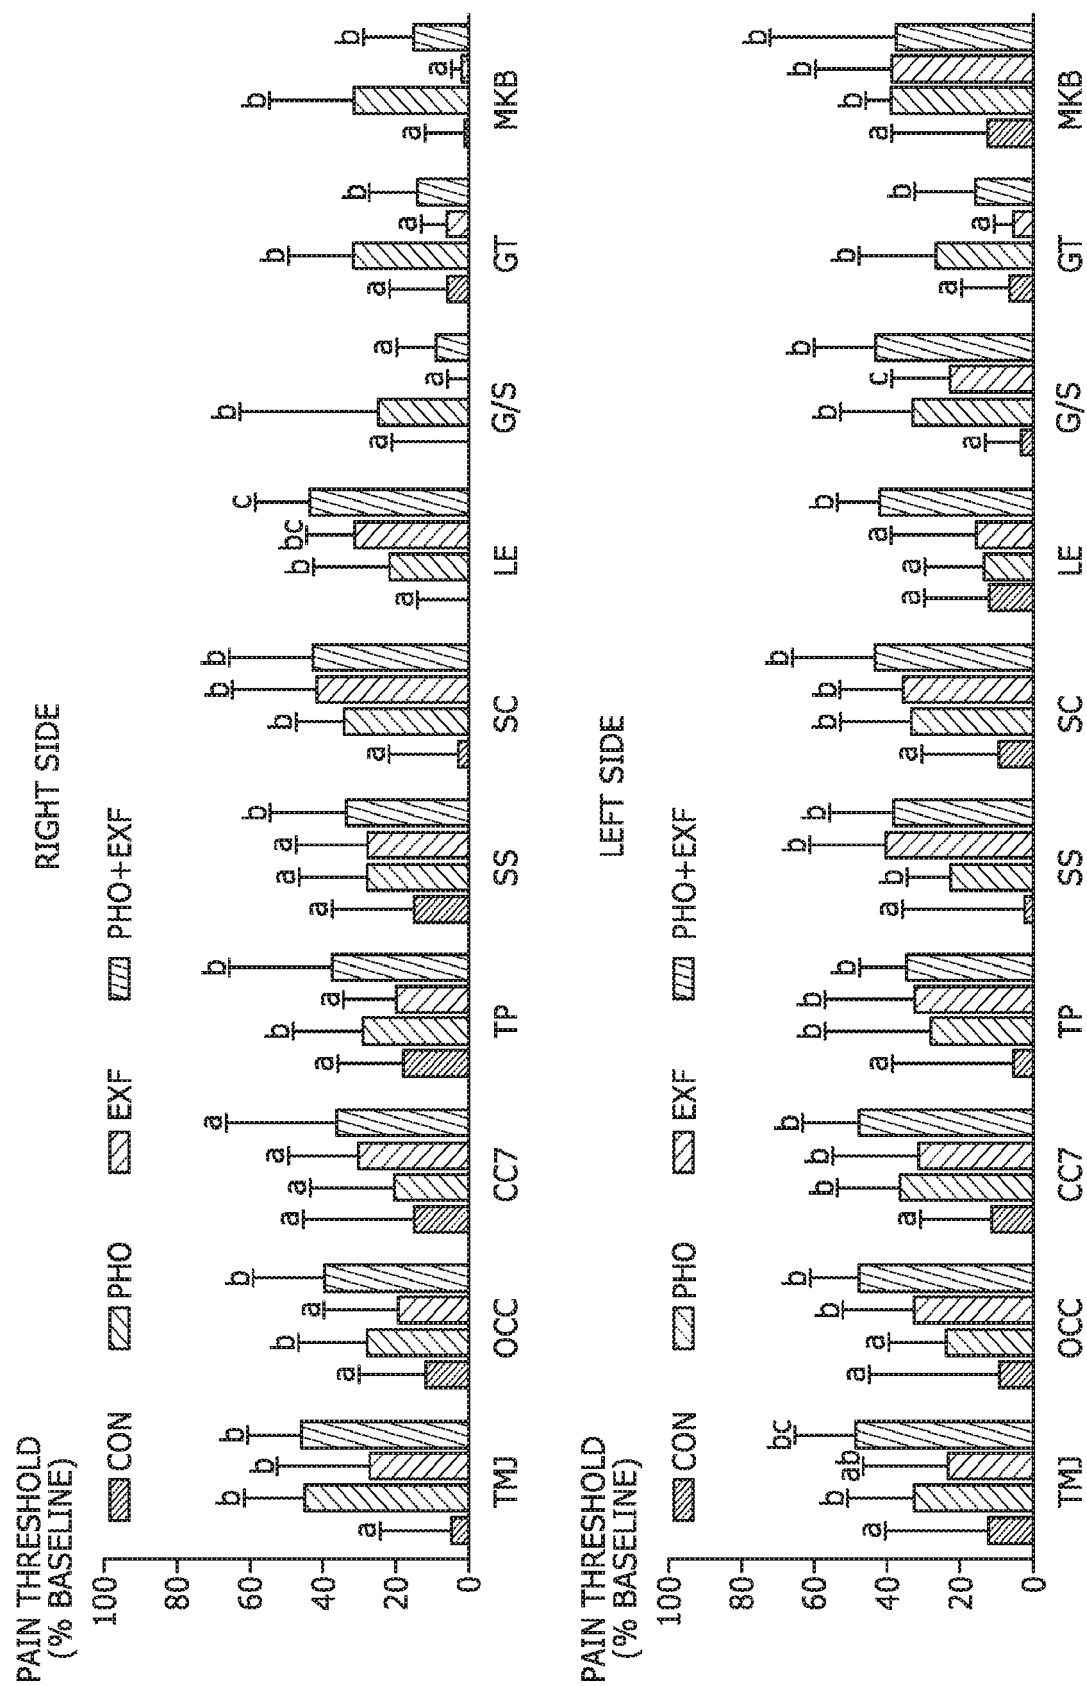 RIGHT SIDE
PAIN THRESHOLD
(% BASELINE)
CON PHO EXF PHO+EXF
100
80
60
40
20
0
a b b b a b a b a a a a a b a b a a a b a b b b a b bc c a b a a a b a b a b a b
TMJ OCC CC7 TP SS SC LE G/S GT MKB
LEFT SIDE
PAIN THRESHOLD
(% BASELINE)
CON PHO EXF PHO+EXF
100
80
60
40
20
0
a b ab bc a a b b a b b b a b b b a b b b a b b b a a a b a b c b a b a b a b b b
TMJ OCC CC7 TP SS SC LE G/S GT MKB